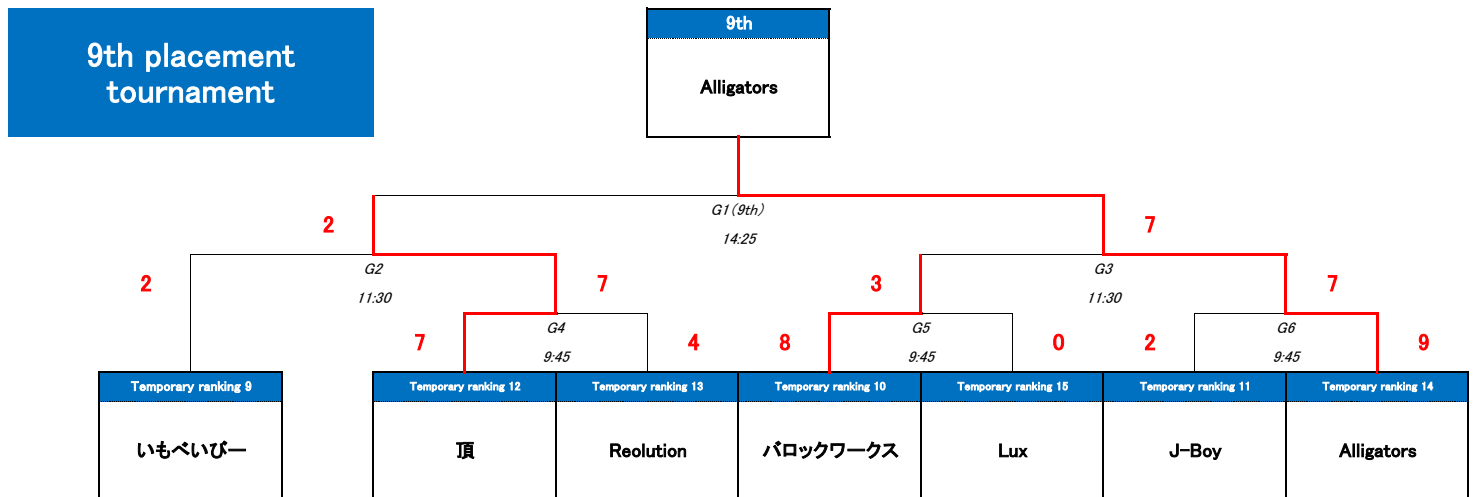 9th placement
tournament
9th
Alligators
G1(9th)
14:25
2
7
G2
11:30
G3
11:30
2
7
3
7
G4
9:45
G5
9:45
G6
9:45
7
4
8
0
2
9
Temporary ranking 9
Temporary ranking 12
Temporary ranking 13
Temporary ranking 10
Temporary ranking 15
Temporary ranking 11
Temporary ranking 14
いもべいびー
頂
Reolution
バロックワークス
Lux
J-Boy
Alligators